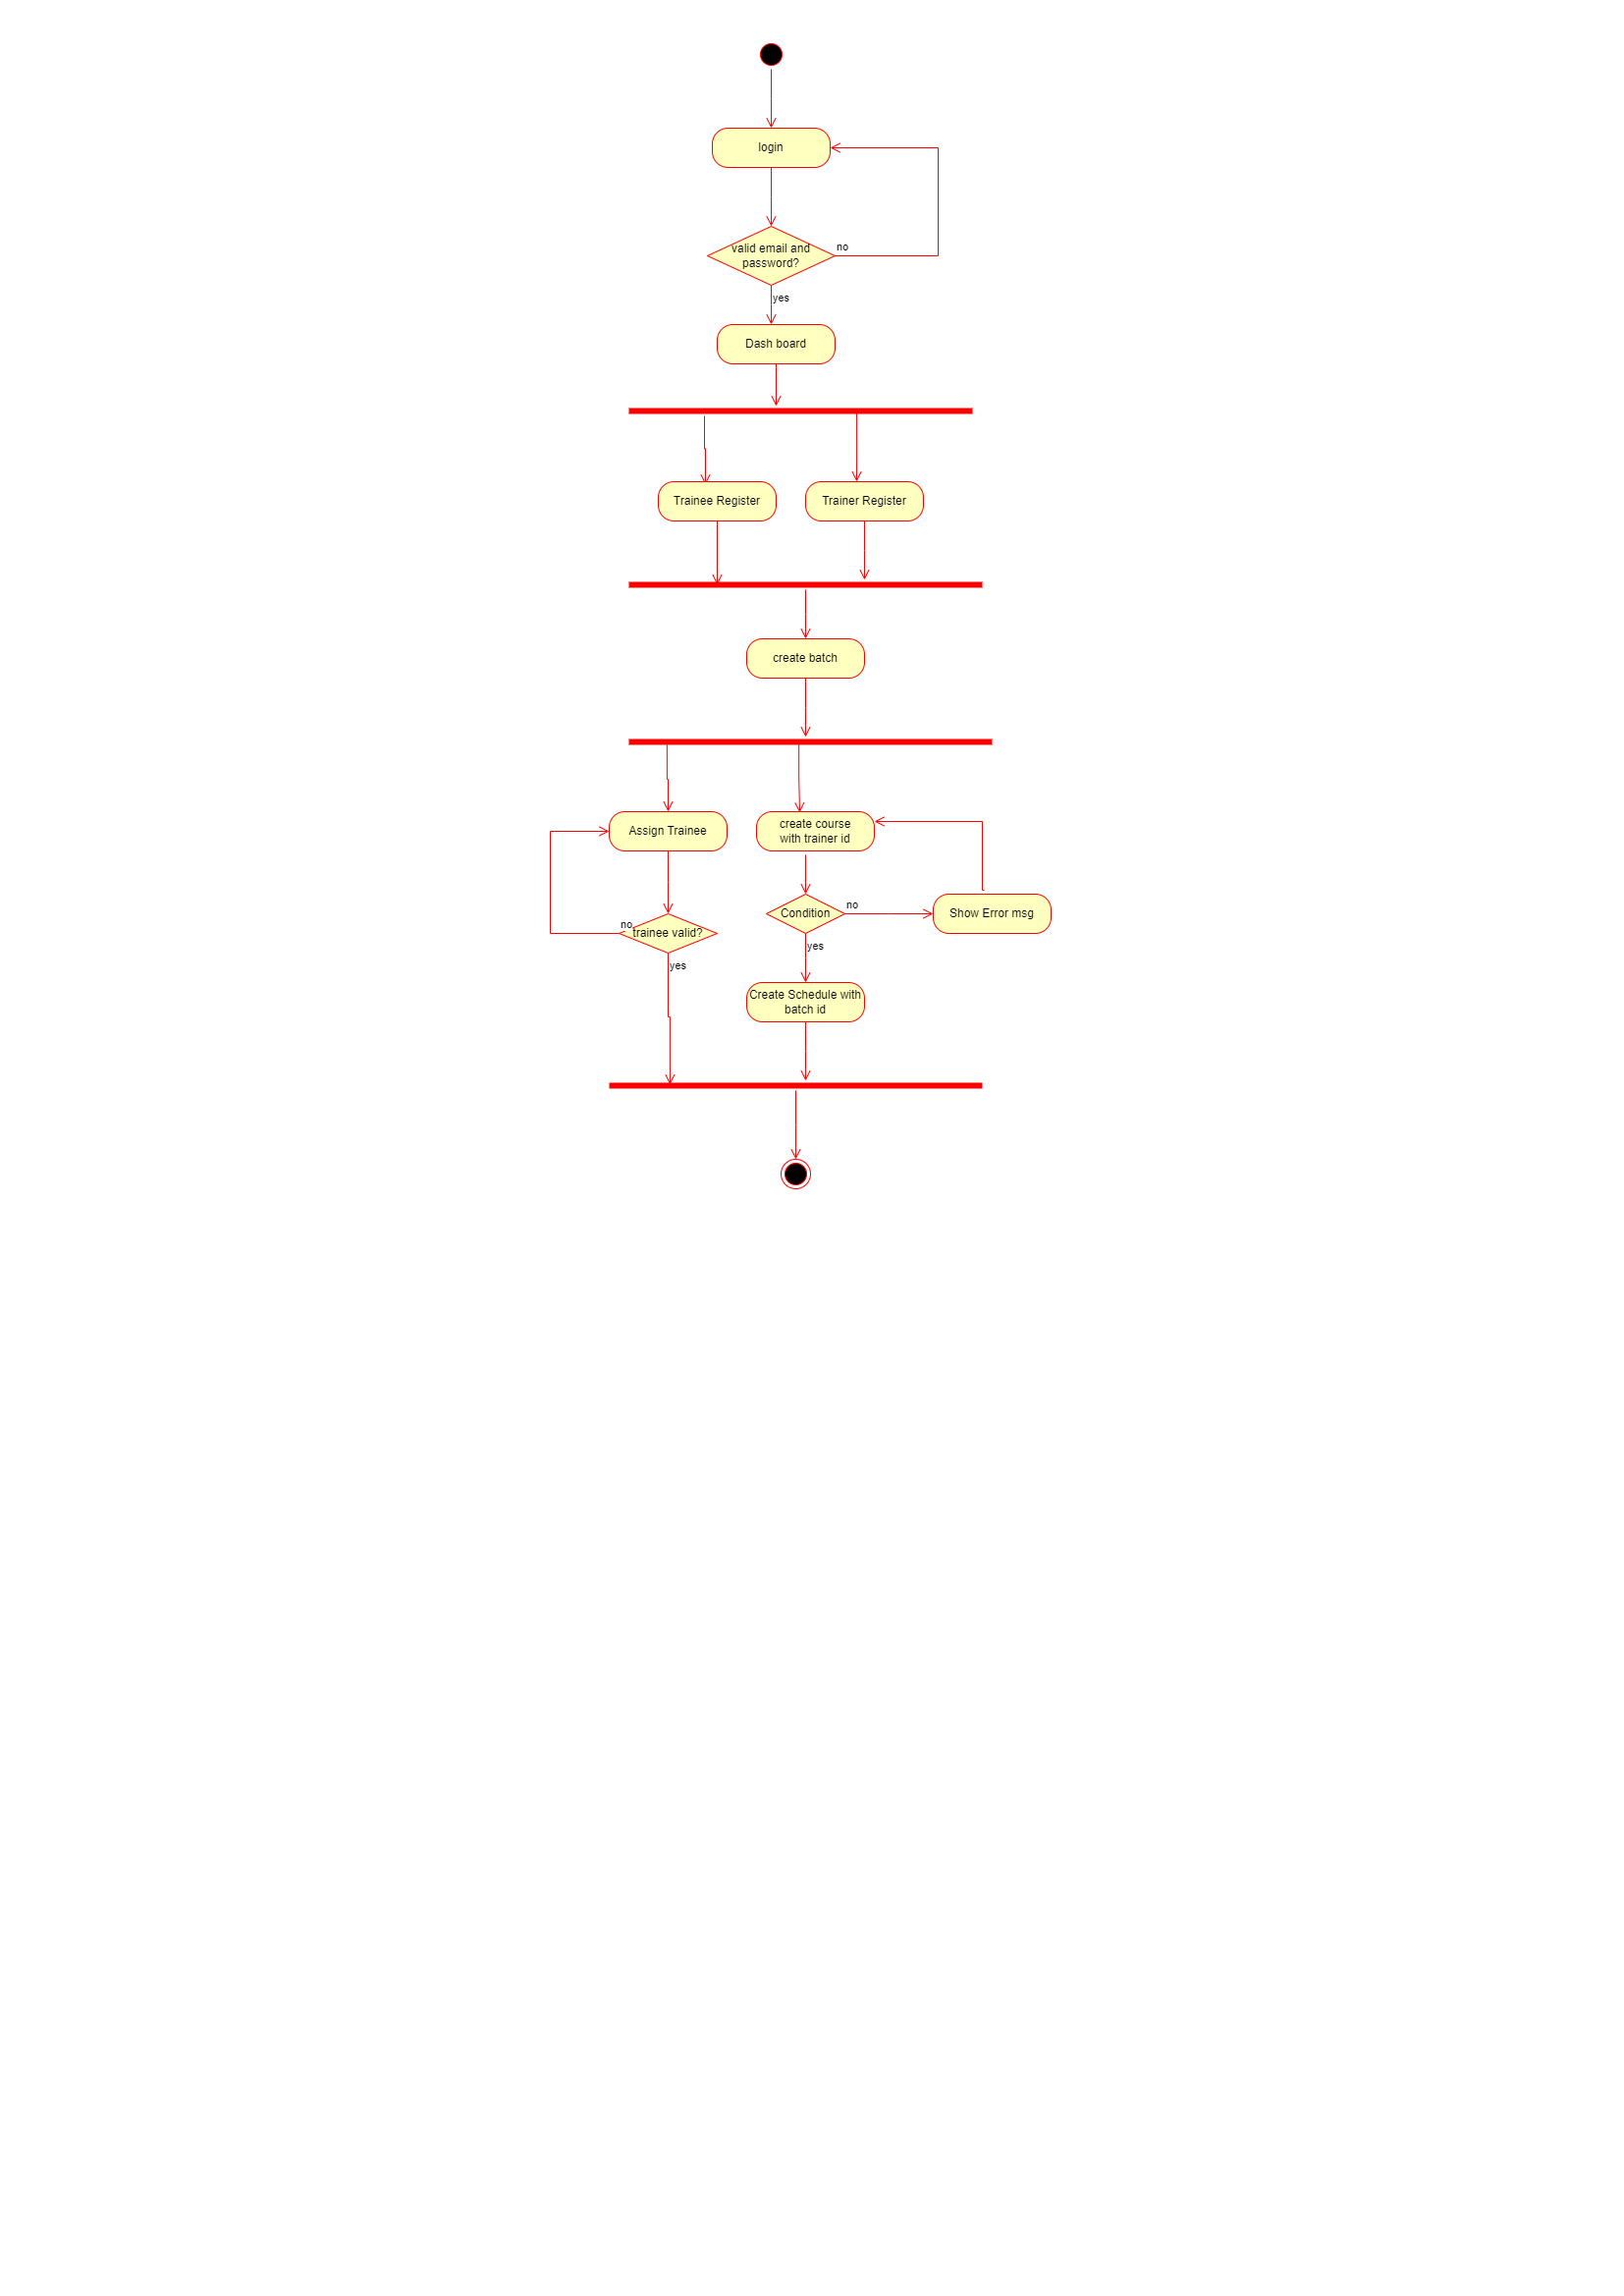 login
valid email and
password?
no
yes
Dash board
Trainee Register
Trainer Register
create batch
Assign Trainee
create course
with trainer id
no
trainee valid?
yes
Condition
no
Show Error msg
yes
Create Schedule with
batch id